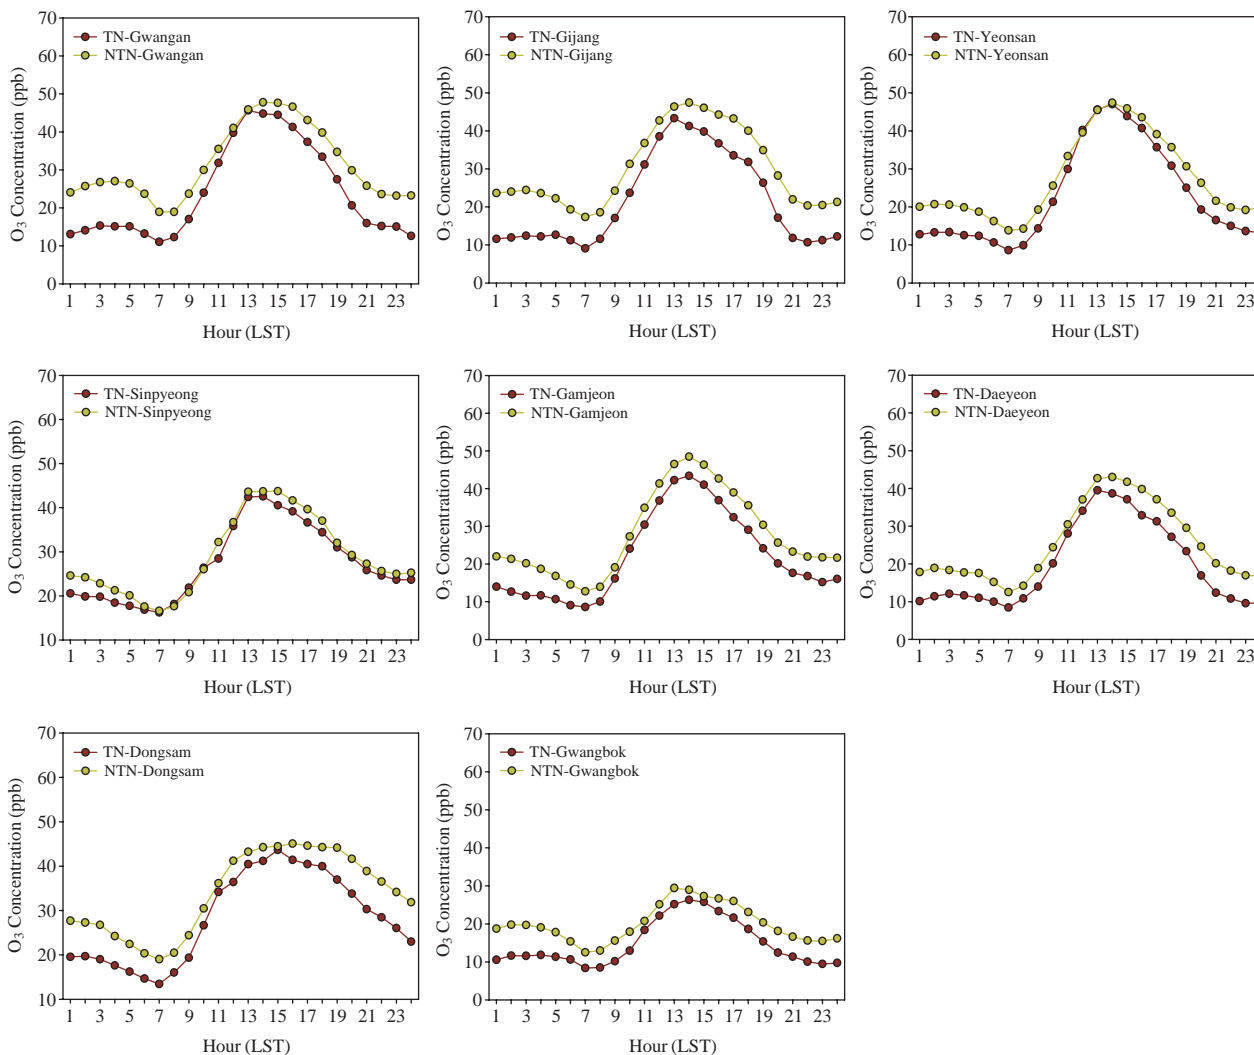 70
60
50
40
30
20
10
0
O3 Concentration (ppb)
TN-Gwangan
NTN-Gwangan
1 3 5 7 9 11 13 15 17 19 21 23
Hour (LST)
70
60
50
40
30
20
10
0
O3 Concentration (ppb)
TN-Gijang
NTN-Gijang
1 3 5 7 9 11 13 15 17 19 21 23
Hour (LST)
70
60
50
40
30
20
10
0
O3 Concentration (ppb)
TN-Yeonsan
NTN-Yeonsan
1 3 5 7 9 11 13 15 17 19 21 23
Hour (LST)
70
60
50
40
30
20
10
O3 Concentration (ppb)
TN-Sinpyeong
NTN-Sinpyeong
1 3 5 7 9 11 13 15 17 19 21 23
Hour (LST)
70
60
50
40
30
20
10
0
O3 Concentration (ppb)
TN-Gamjeon
NTN-Gamjeon
1 3 5 7 9 11 13 15 17 19 21 23
Hour (LST)
70
60
50
40
30
20
10
0
O3 Concentration (ppb)
TN-Daeyeon
NTN-Daeyeon
1 3 5 7 9 11 13 15 17 19 21 23
Hour (LST)
70
60
50
40
30
20
10
O3 Concentration (ppb)
TN-Dongsam
NTN-Dongsam
1 3 5 7 9 11 13 15 17 19 21 23
Hour (LST)
70
60
50
40
30
20
10
0
O3 Concentration (ppb)
TN-Gwangbok
NTN-Gwangbok
1 3 5 7 9 11 13 15 17 19 21 23
Hour (LST)